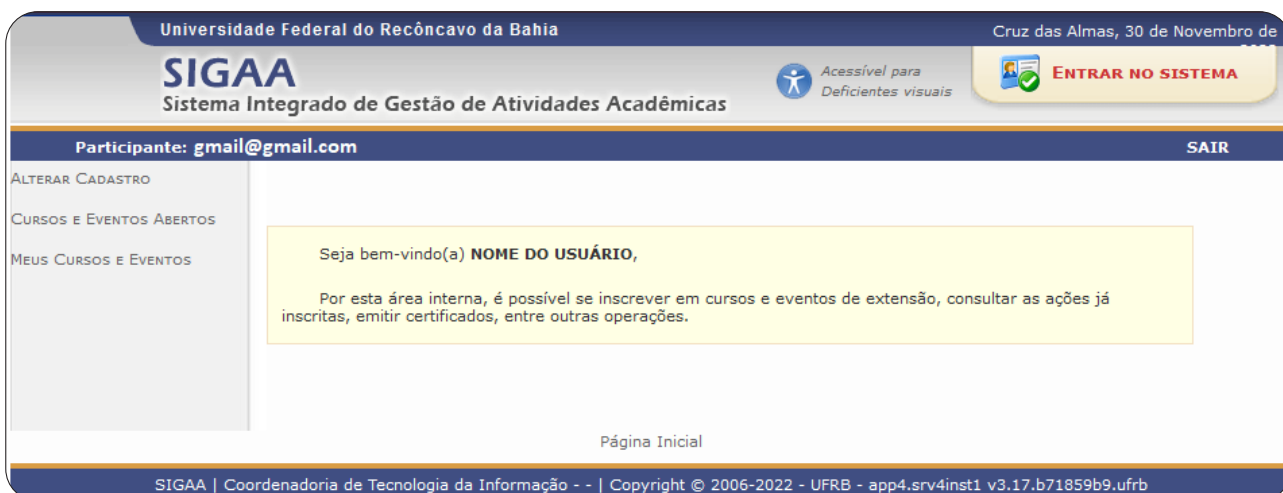 Universidade Federal do Recôncavo da Bahia
Cruz das Almas, 30 de Novembro de
SIGAA
Sistema Integrado de Gestão de Atividades Acadêmicas
Acessível para
Deficientes visuais
ENTRAR NO SISTEMA
Participante: gmail@gmail.com
SAIR
ALTERAR CADASTRO
CURSOS E EVENTOS ABERTOS
MEUS CURSOS E EVENTOS
Seja bem-vindo(a) NOME DO USUÁRIO,
Por esta área interna, é possível se inscrever em cursos e eventos de extensão, consultar as ações já
inscritas, emitir certificados, entre outras operações.
Página Inicial
SIGAA | Coordenadoria de Tecnologia da Informação - - | Copyright © 2006-2022 - UFRB - app4.srv4inst1 v3.17.b71859b9.ufrb